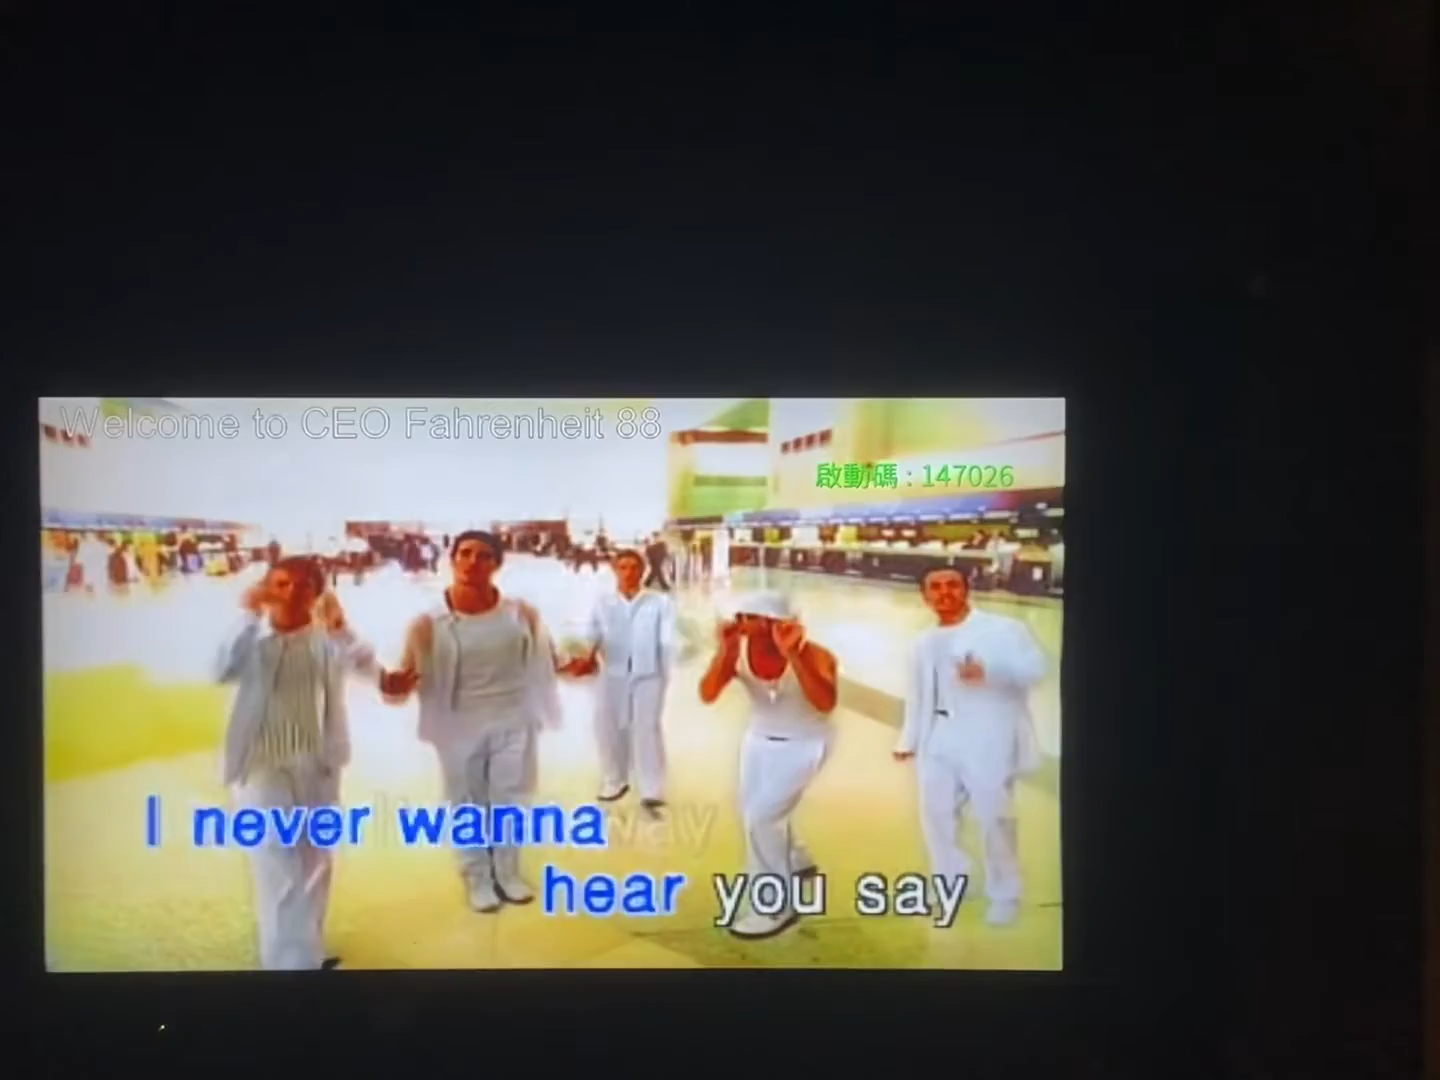 Welcome to CEO Fahrenheit 88
啟動碼 : 147026
I never wanna
hear you say